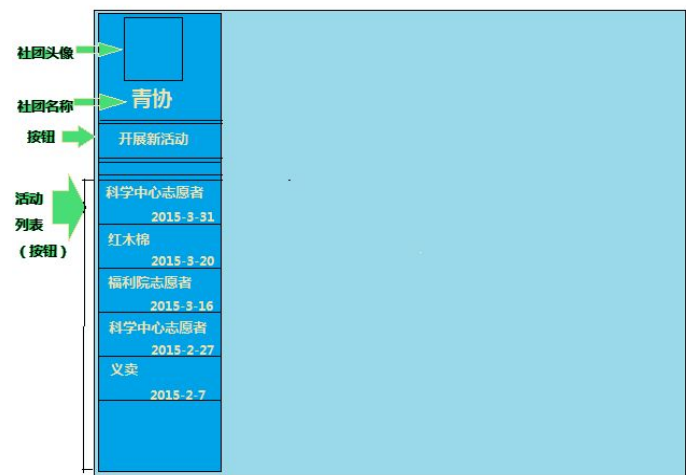 社团头像
社团名称
青协
按钮
开展新活动
活动
列表
（按钮）
科学中心志愿者
2015-3-31
红木棉
2015-3-20
福利院志愿者
2015-3-16
科学中心志愿者
2015-2-27
义卖
2015-2-7